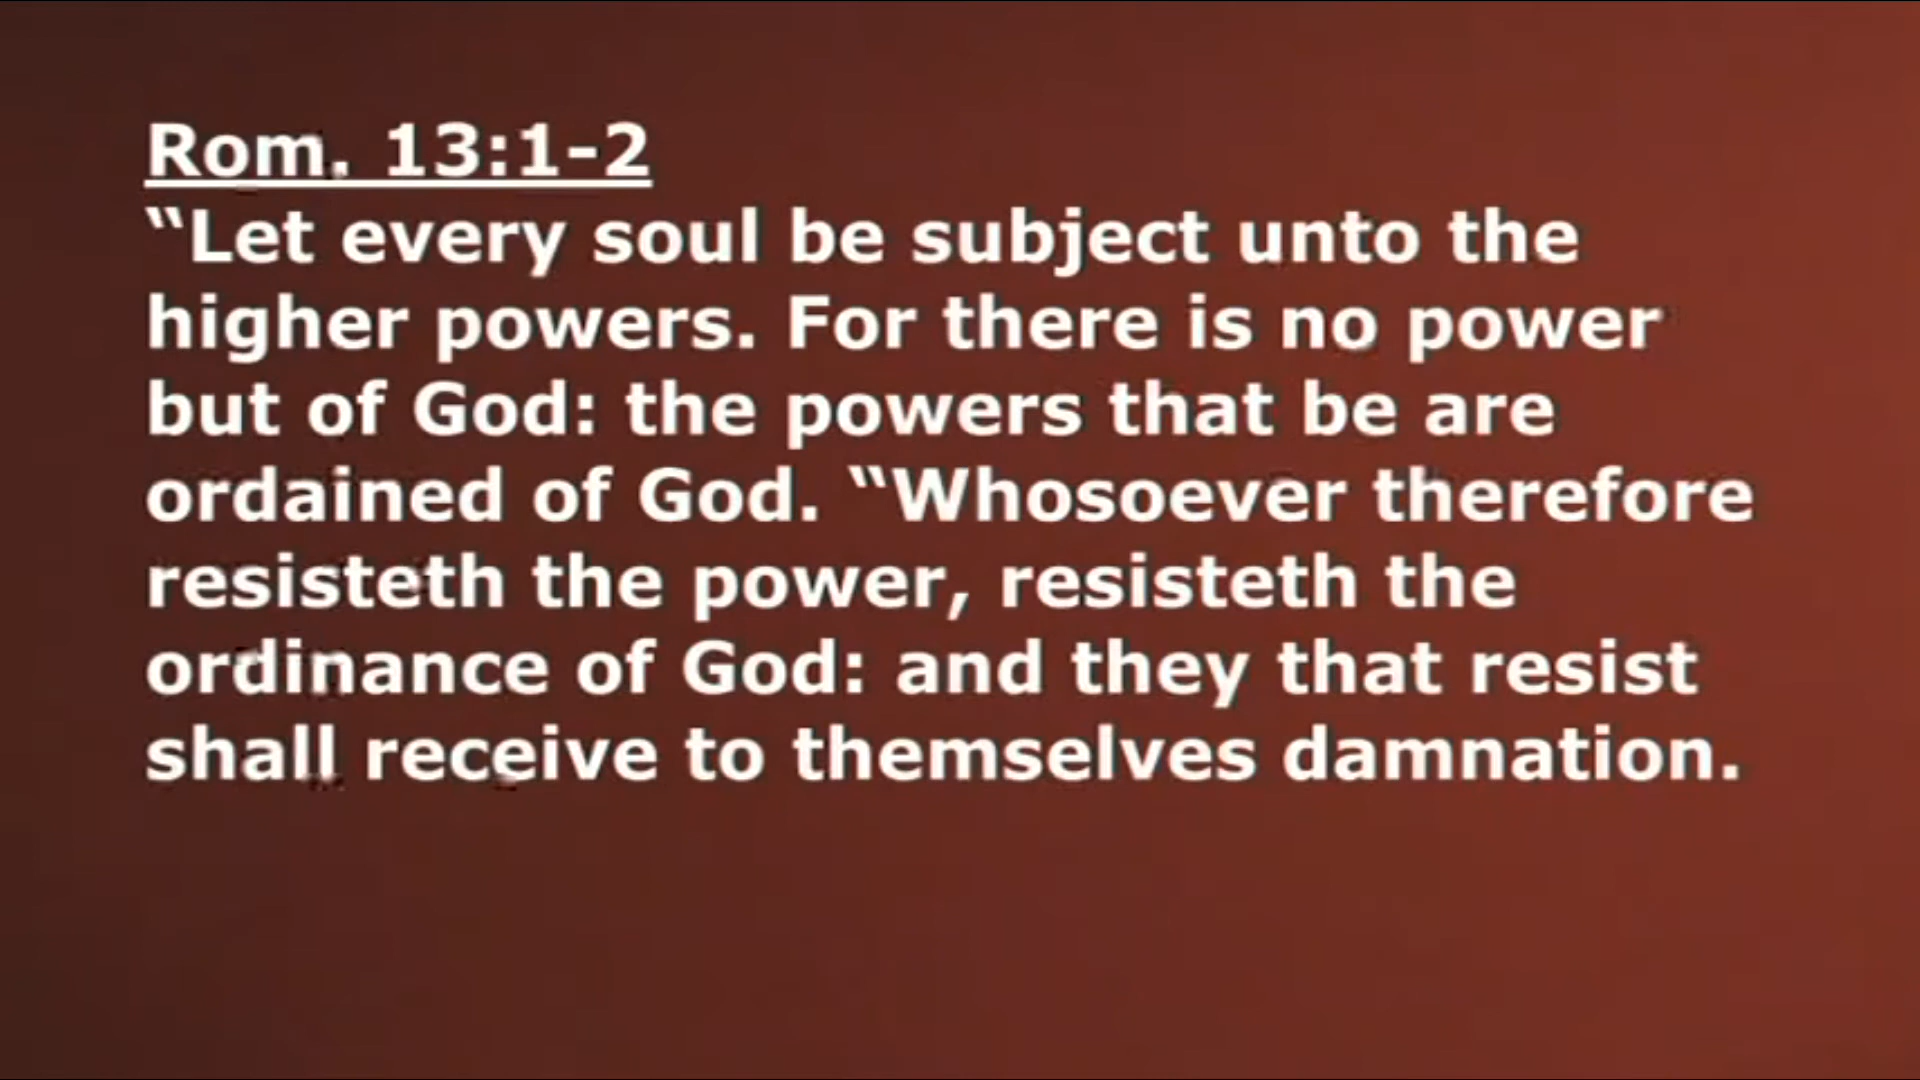 Rom. 13:1-2
“Let every soul be subject unto the
higher powers. For there is no power
but of God: the powers that be are
ordained of God. “Whosoever therefore
resisteth the power, resisteth the
ordinance of God: and they that resist
shall receive to themselves damnation.